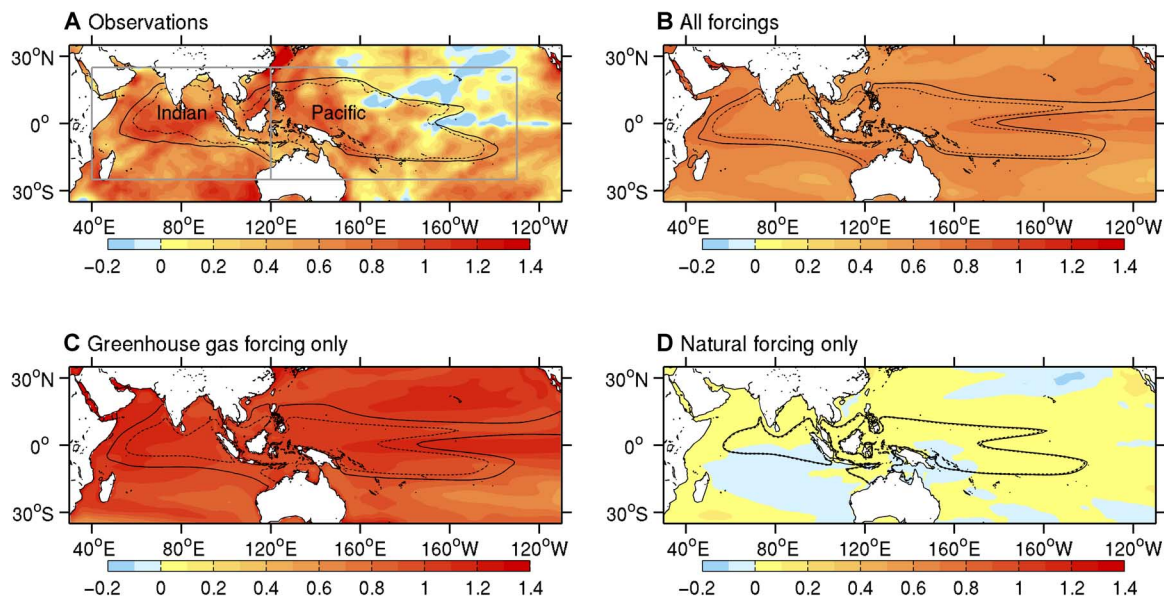 A Observations
B All forcings
30°N
0°
30°S
Indian
Pacific
30°N
0°
30°S
40°E 80°E 120°E 160°E 160°W 120°W
40°E 80°E 120°E 160°E 160°W 120°W
−0.2 0 0.2 0.4 0.6 0.8 1 1.2 1.4
−0.2 0 0.2 0.4 0.6 0.8 1 1.2 1.4
C Greenhouse gas forcing only
D Natural forcing only
30°N
0°
30°S
30°N
0°
30°S
40°E 80°E 120°E 160°E 160°W 120°W
40°E 80°E 120°E 160°E 160°W 120°W
−0.2 0 0.2 0.4 0.6 0.8 1 1.2 1.4
−0.2 0 0.2 0.4 0.6 0.8 1 1.2 1.4